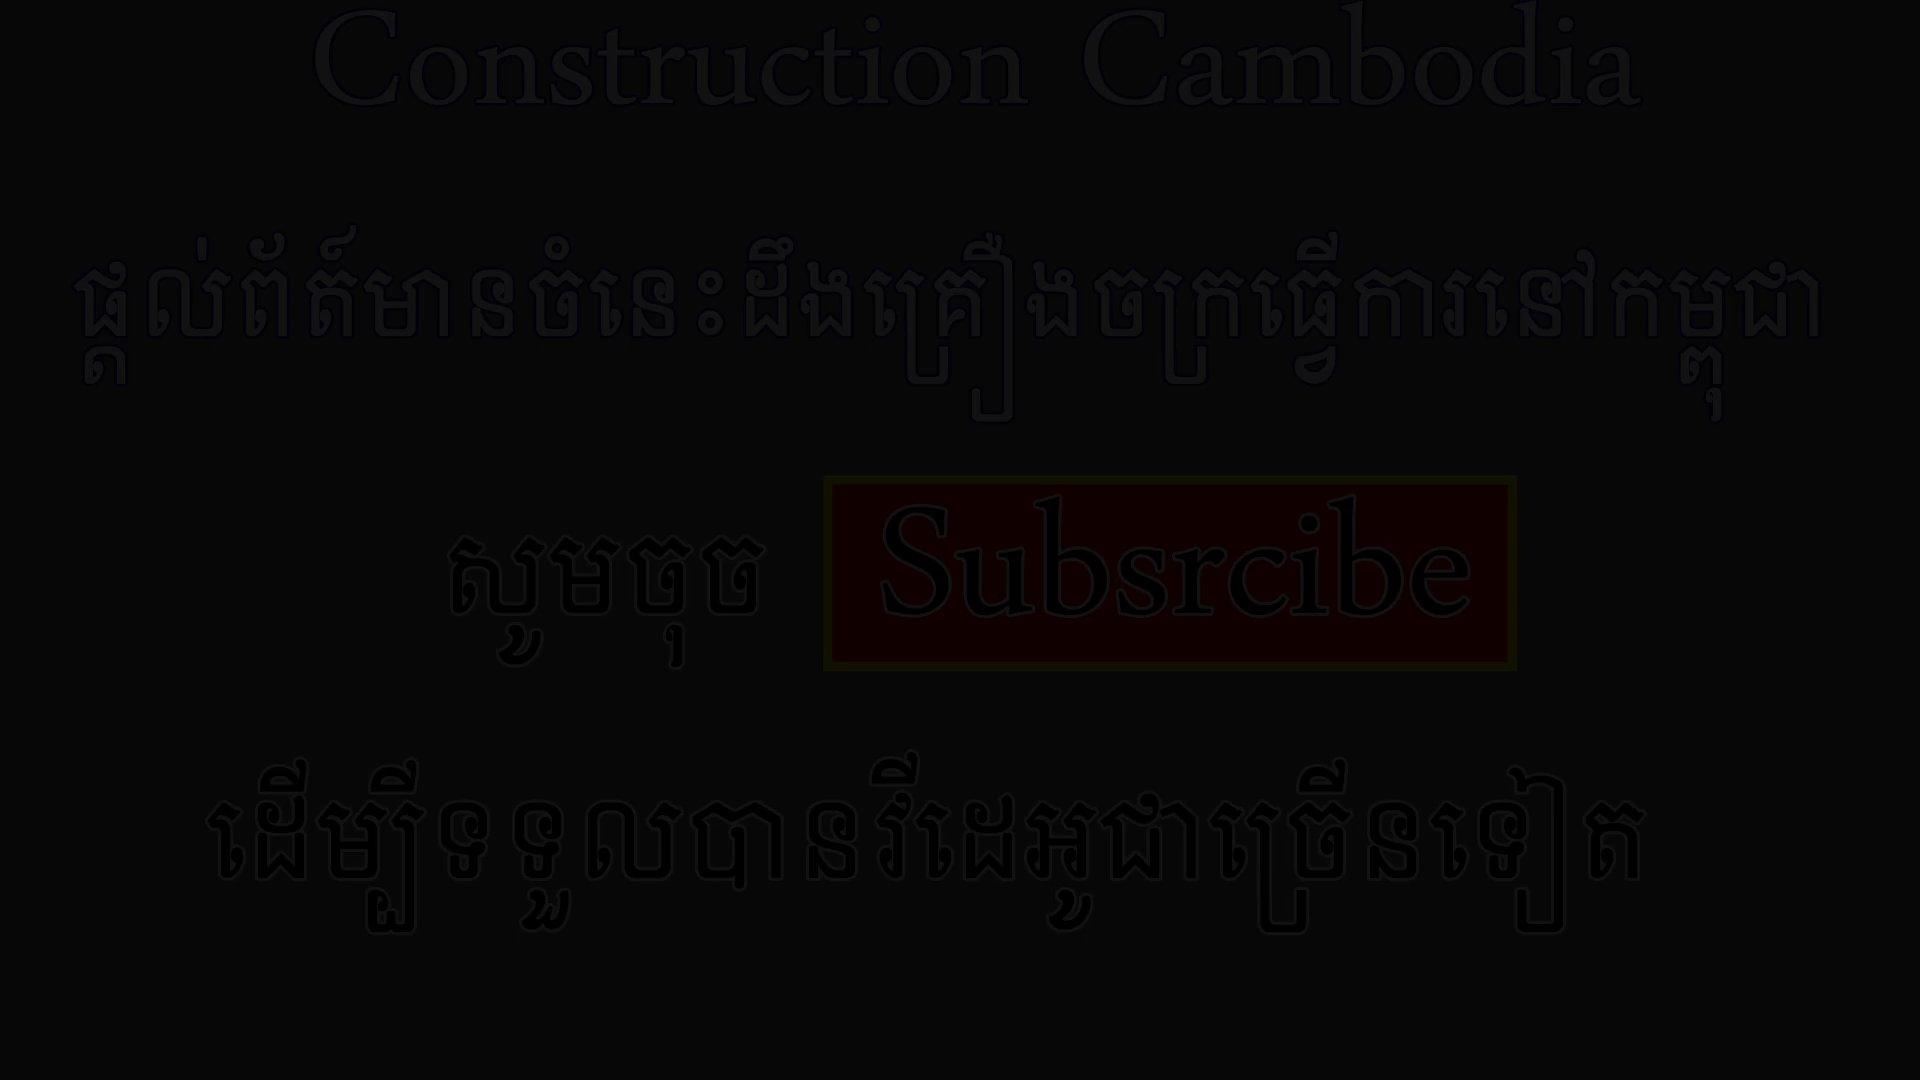 Construction Cambodia
ផ្តល់ព័ត៍មានចំនេះដឹងគ្រឿងចក្រធ្វើការនៅកម្ពុជា
សូមចុច Subsrcibe
ដើម្បីទទួលបានវីដេអូជាច្រើនទៀត